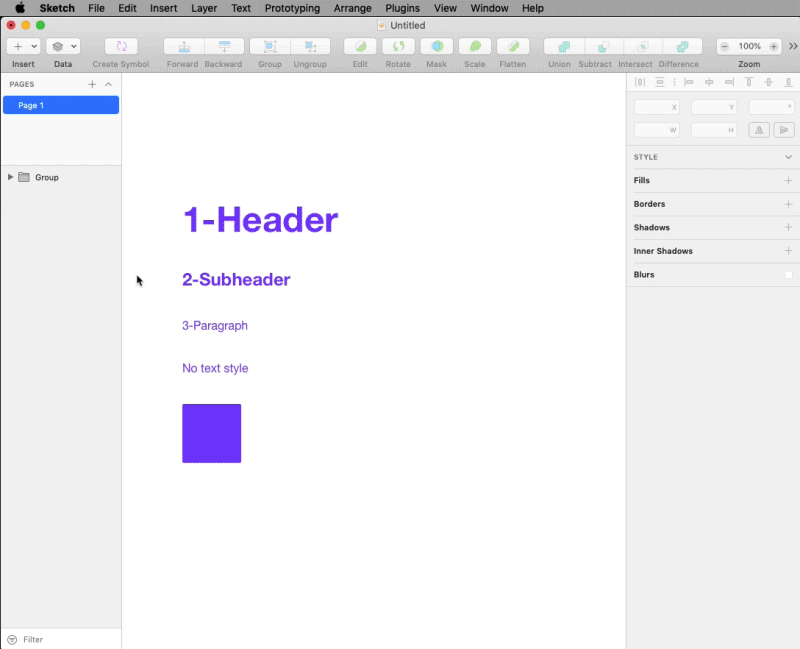 Sketch File Edit Insert Layer Text Prototyping Arrange Plugins View Window Help
Untitled
100%
Insert Data Create Symbol Forward Backward Group Ungroup Edit Rotate Mask Scale Flatten Union Subtract Intersect Difference Zoom
PAGES
Page 1
Group
1-Header
2-Subheader
3-Paragraph
No text style
X Y °
W H
STYLE
Fills
Borders
Shadows
Inner Shadows
Blurs
Filter